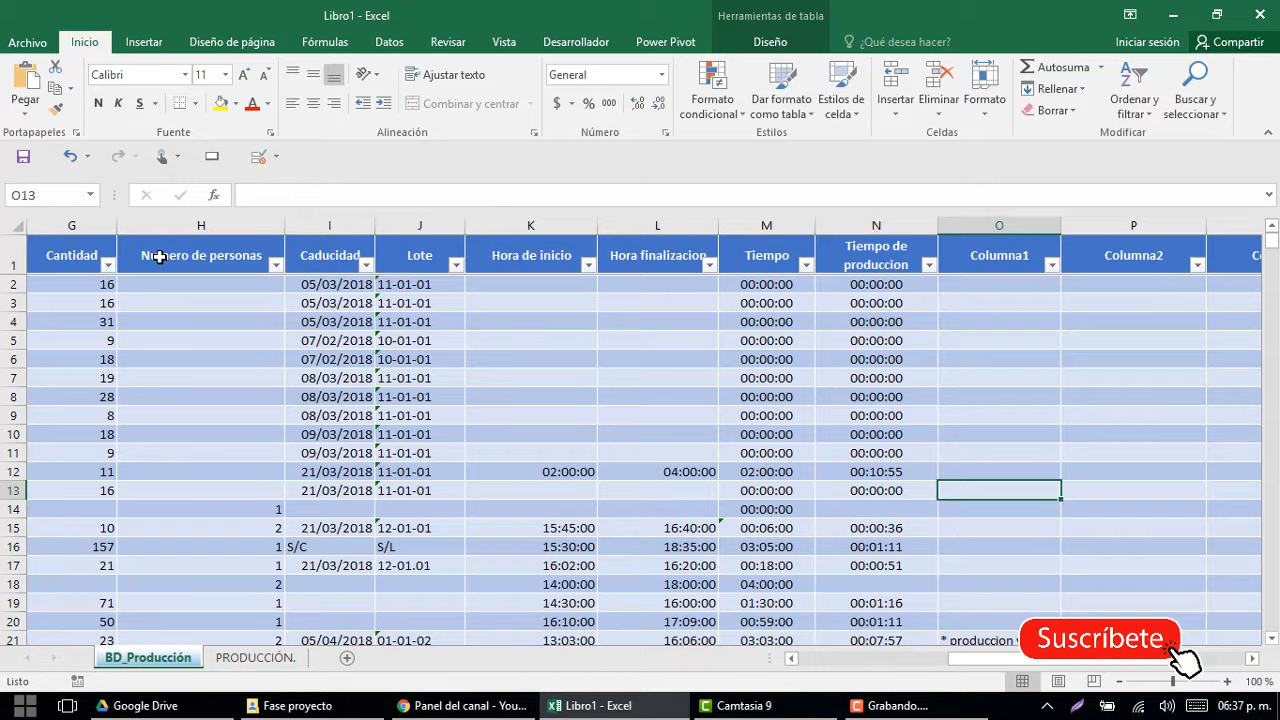 Libro1 - Excel
Herramientas de tabla
Archivo Inicio Insertar Diseño de página Fórmulas Datos Revisar Vista Desarrollador Power Pivot Diseño ¿Qué desea hacer? Iniciar sesión Compartir
Pegar
Calibri 11
N K S
Ajustar texto
Combinar y centrar
General
$ % 000
Formato condicional
Dar formato como tabla
Estilos de celda
Insertar Eliminar Formato
Autosuma
Rellenar
Borrar
Ordenar y filtrar
Buscar y seleccionar
Portapapeles Fuente Alineación Número Estilos Celdas Modificar
O13 fx
G H I J K L M N O P
1 Cantidad Numero de personas Caducidad Lote Hora de inicio Hora finalizacion Tiempo Tiempo de produccion Columna1 Columna2
2 16 05/03/2018 11-01-01 00:00:00 00:00:00
3 16 05/03/2018 11-01-01 00:00:00 00:00:00
4 31 05/03/2018 11-01-01 00:00:00 00:00:00
5 9 07/02/2018 10-01-01 00:00:00 00:00:00
6 18 07/02/2018 10-01-01 00:00:00 00:00:00
7 19 08/03/2018 11-01-01 00:00:00 00:00:00
8 28 08/03/2018 11-01-01 00:00:00 00:00:00
9 8 08/03/2018 11-01-01 00:00:00 00:00:00
10 18 09/03/2018 11-01-01 00:00:00 00:00:00
11 9 09/03/2018 11-01-01 00:00:00 00:00:00
12 11 21/03/2018 11-01-01 02:00:00 04:00:00 02:00:00 00:10:55
13 16 21/03/2018 11-01-01 00:00:00 00:00:00
14 1 00:00:00
15 10 2 21/03/2018 12-01-01 15:45:00 16:40:00 00:06:00 00:00:36
16 157 1 S/C S/L 15:30:00 18:35:00 03:05:00 00:01:11
17 21 1 21/03/2018 12-01.01 16:02:00 16:20:00 00:18:00 00:00:51
18 2 14:00:00 18:00:00 04:00:00
19 71 1 14:30:00 16:00:00 01:30:00 00:01:16
20 50 1 16:10:00 17:09:00 00:59:00 00:01:11
21 23 2 05/04/2018 01-01-02 13:03:00 16:06:00 03:03:00 00:07:57 * produccion
Suscríbete
BD_Producción PRODUCCIÓN.
Listo 100 %
Google Drive Fase proyecto Panel del canal - Yo... Libro1 - Excel Camtasia 9 Grabando.... 06:37 p. m.